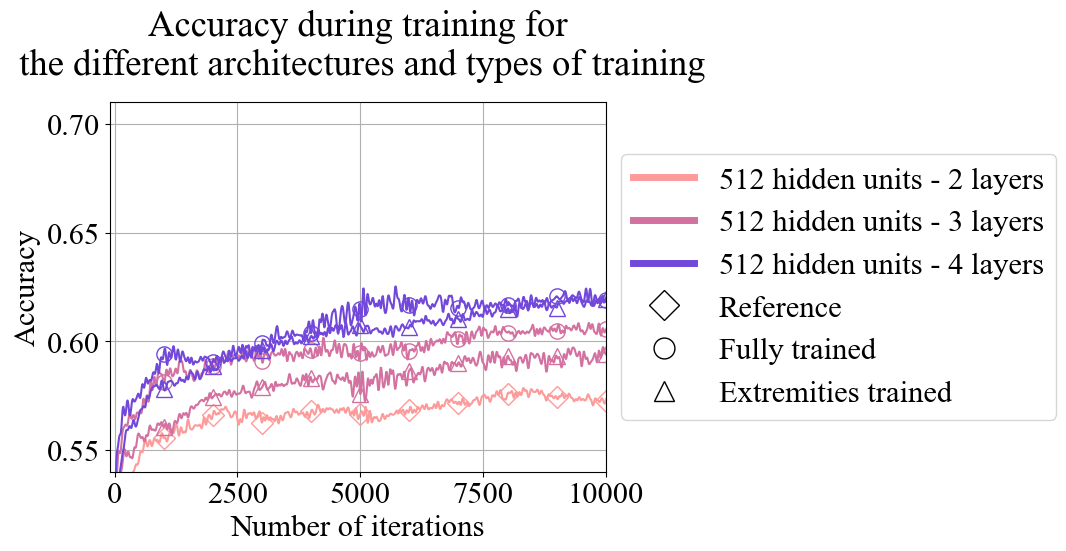 Accuracy during training for
the different architectures and types of training
0.70
0.65
0.60
0.55
Accuracy
0
2500
5000
7500
10000
Number of iterations
512 hidden units - 2 layers
512 hidden units - 3 layers
512 hidden units - 4 layers
Reference
Fully trained
Extremities trained